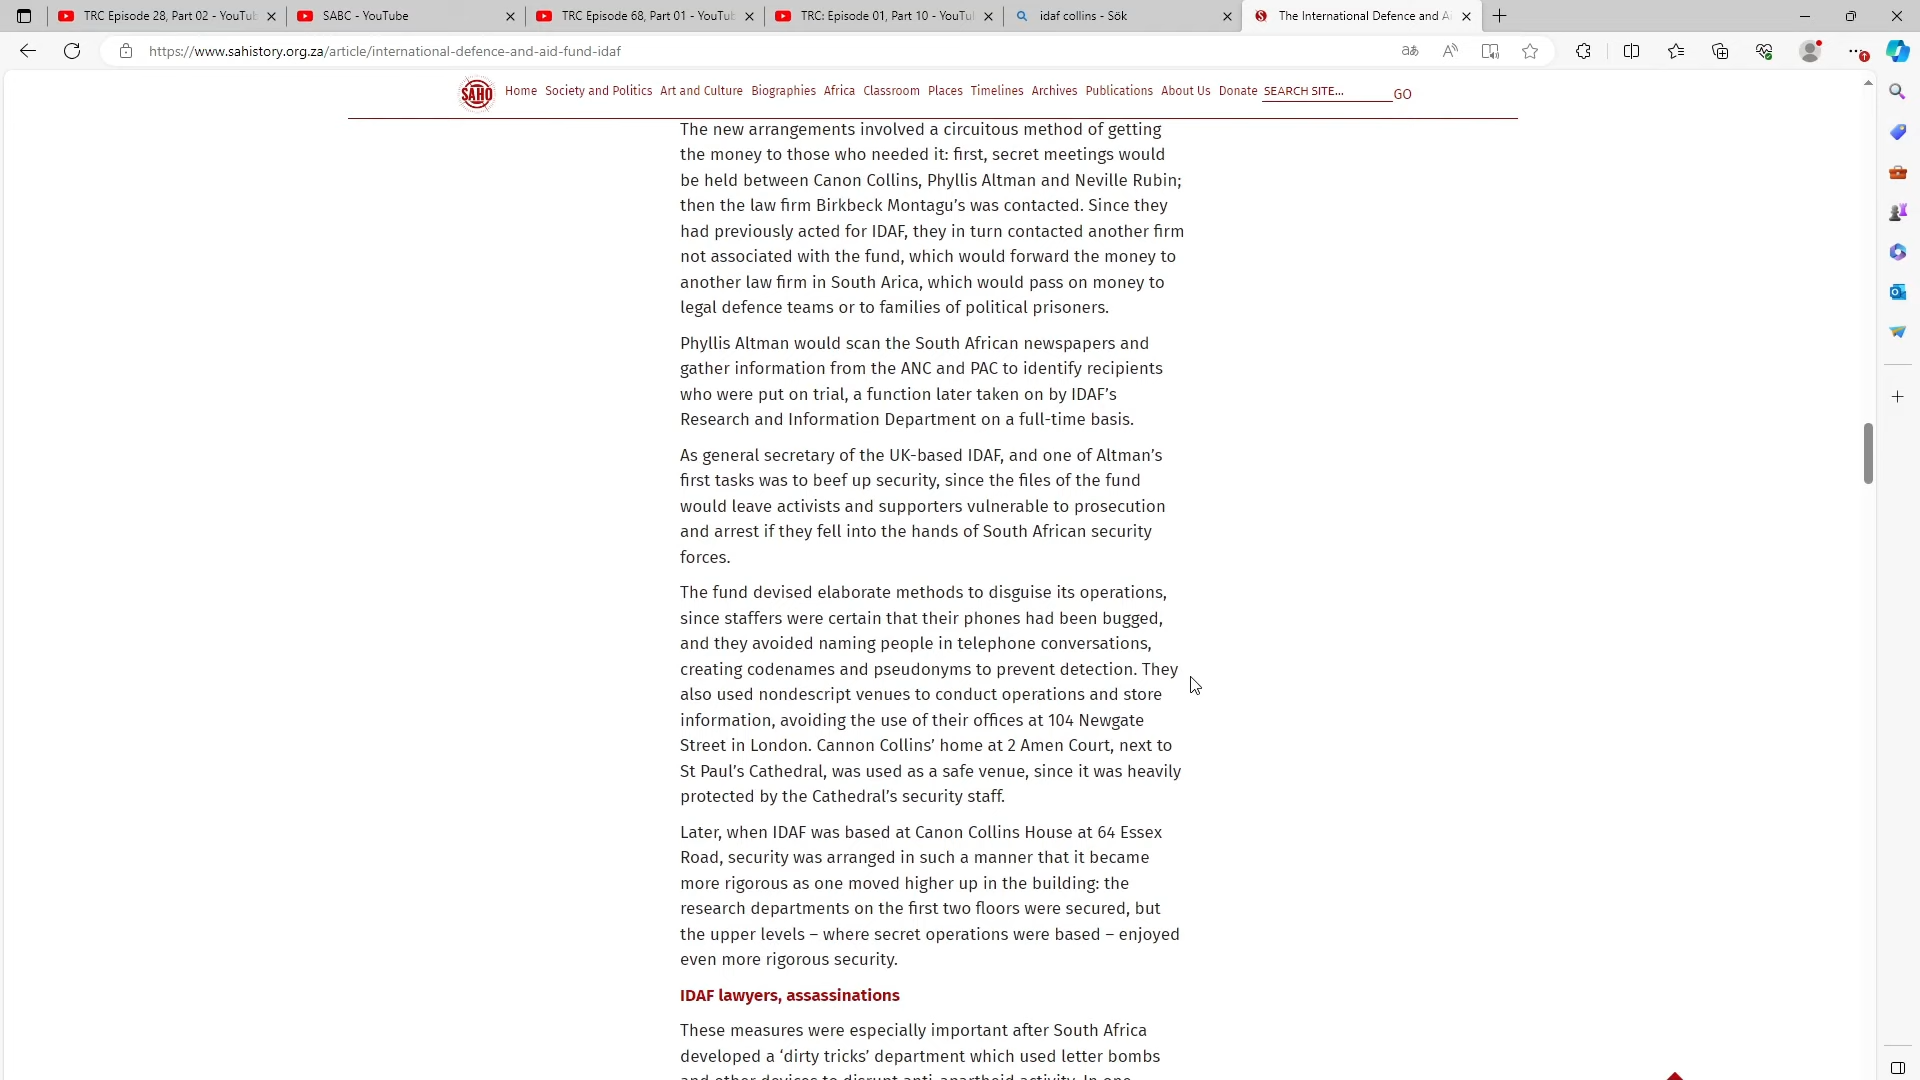 TRC Episode 28, Part 02 - YouTu
SABC - YouTube
TRC Episode 68, Part 01 - YouTu
TRC: Episode 01, Part 10 - YouTu
idaf collins - Sök
The International Defence and Ai
https://www.sahistory.org.za/article/international-defence-and-aid-fund-idaf
SAHO
Home Society and Politics Art and Culture Biographies Africa Classroom Places Timelines Archives Publications About Us Donate SEARCH SITE... GO
The new arrangements involved a circuitous method of getting
the money to those who needed it: first, secret meetings would
be held between Canon Collins, Phyllis Altman and Neville Rubin;
then the law firm Birkbeck Montagu’s was contacted. Since they
had previously acted for IDAF, they in turn contacted another firm
not associated with the fund, which would forward the money to
another law firm in South Arica, which would pass on money to
legal defence teams or to families of political prisoners.
Phyllis Altman would scan the South African newspapers and
gather information from the ANC and PAC to identify recipients
who were put on trial, a function later taken on by IDAF’s
Research and Information Department on a full-time basis.
As general secretary of the UK-based IDAF, and one of Altman’s
first tasks was to beef up security, since the files of the fund
would leave activists and supporters vulnerable to prosecution
and arrest if they fell into the hands of South African security
forces.
The fund devised elaborate methods to disguise its operations,
since staffers were certain that their phones had been bugged,
and they avoided naming people in telephone conversations,
creating codenames and pseudonyms to prevent detection. They
also used nondescript venues to conduct operations and store
information, avoiding the use of their offices at 104 Newgate
Street in London. Cannon Collins’ home at 2 Amen Court, next to
St Paul’s Cathedral, was used as a safe venue, since it was heavily
protected by the Cathedral’s security staff.
Later, when IDAF was based at Canon Collins House at 64 Essex
Road, security was arranged in such a manner that it became
more rigorous as one moved higher up in the building: the
research departments on the first two floors were secured, but
the upper levels – where secret operations were based – enjoyed
even more rigorous security.
IDAF lawyers, assassinations
These measures were especially important after South Africa
developed a ‘dirty tricks’ department which used letter bombs
and other devices to disrupt anti-apartheid activity. In one